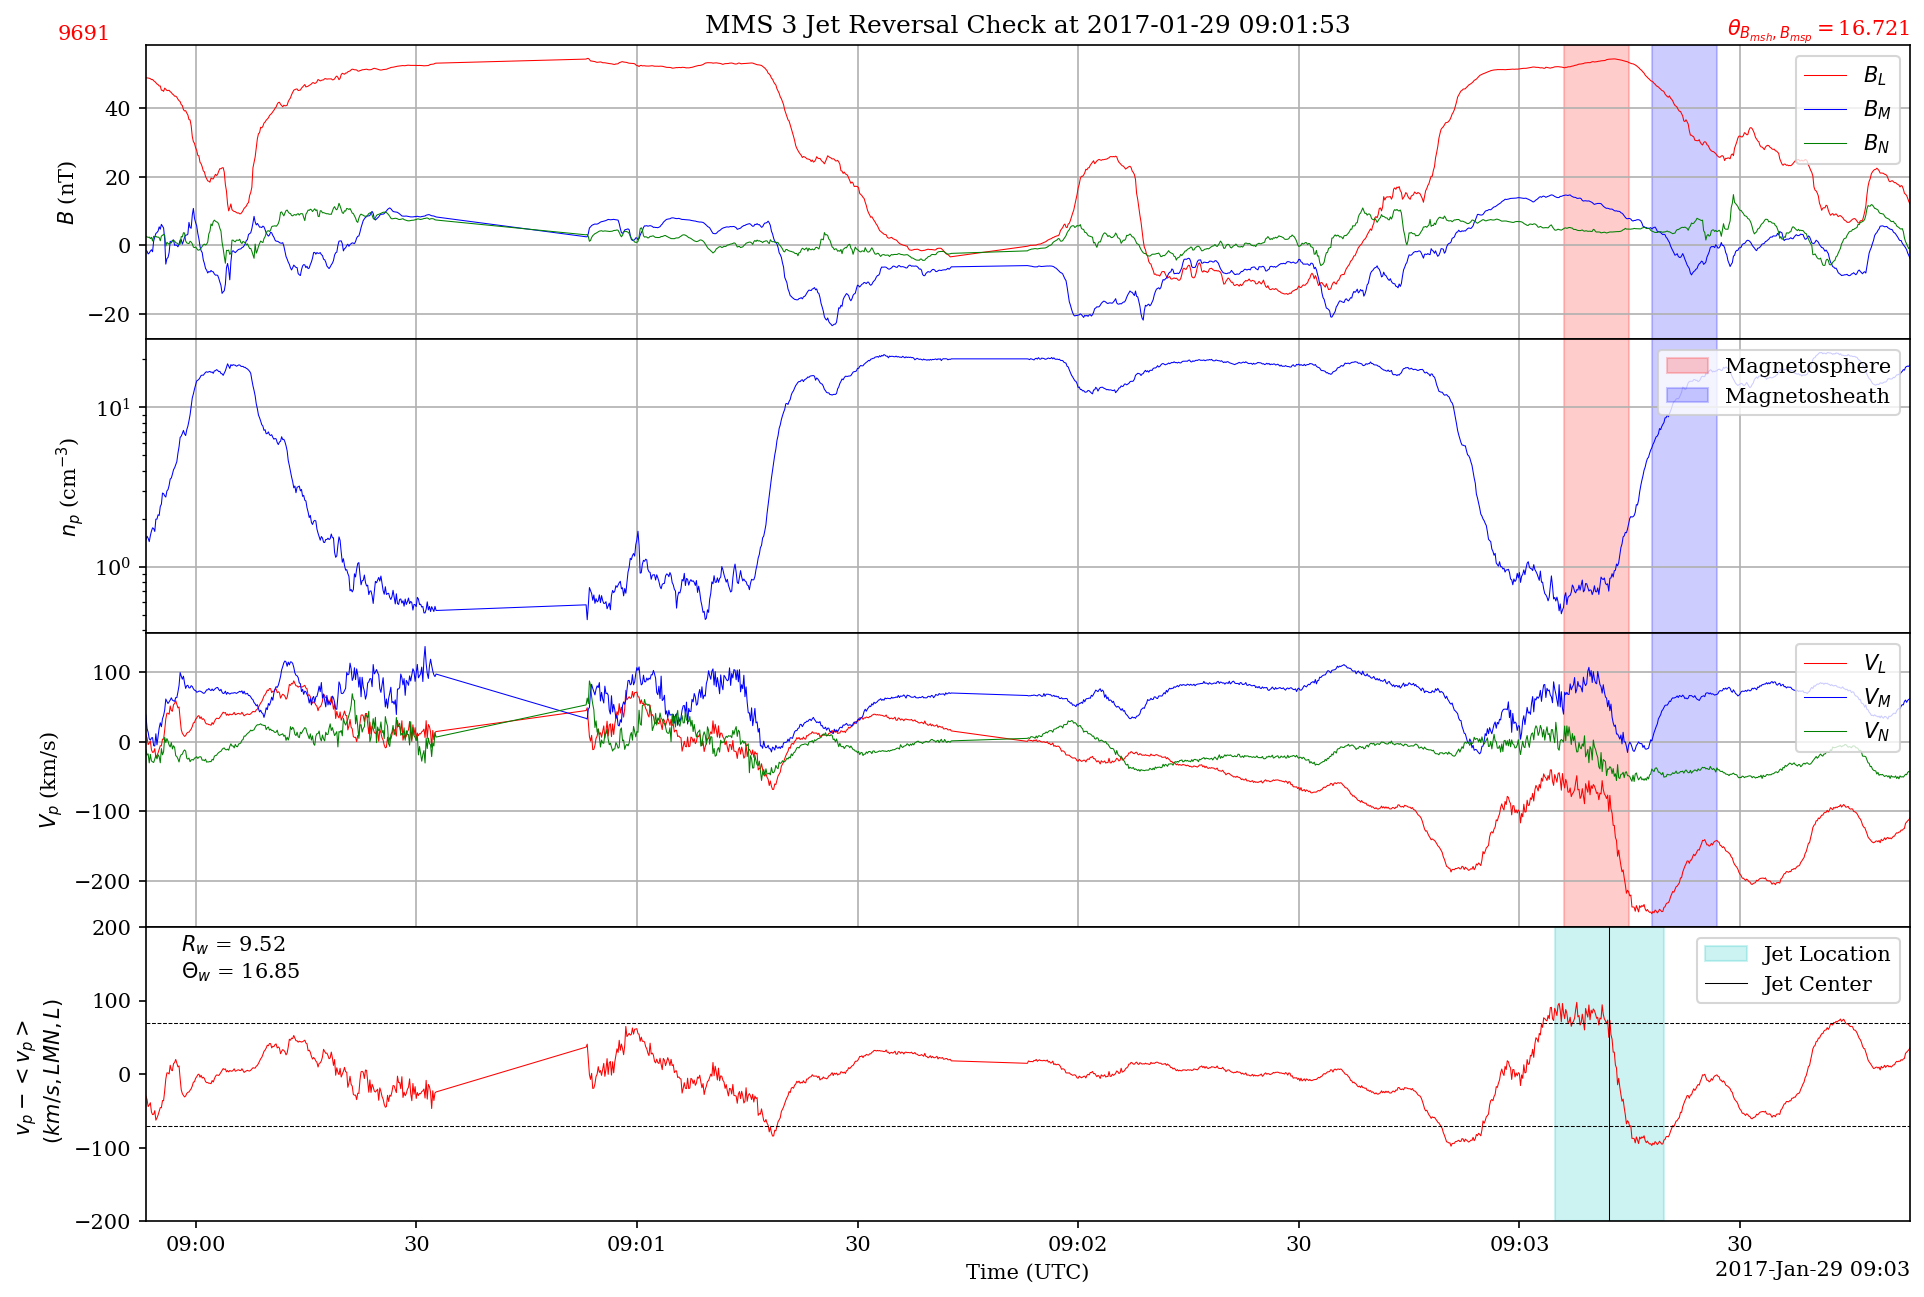 MMS 3 Jet Reversal Check at 2017-01-29 09:01:53
9691
θ_{B_{msh}, B_{msp}} = 16.721
B (nT)
40
20
0
−20
B_L
B_M
B_N
n_p (cm^{−3})
10^1
10^0
Magnetosphere
Magnetosheath
V_p (km/s)
100
0
−100
−200
V_L
V_M
V_N
v_p − < v_p >
(km/s, LMN, L)
200
100
0
−100
−200
R_w = 9.52
Θ_w = 16.85
Jet Location
Jet Center
09:00
30
09:01
30
09:02
30
09:03
30
Time (UTC)
2017-Jan-29 09:03